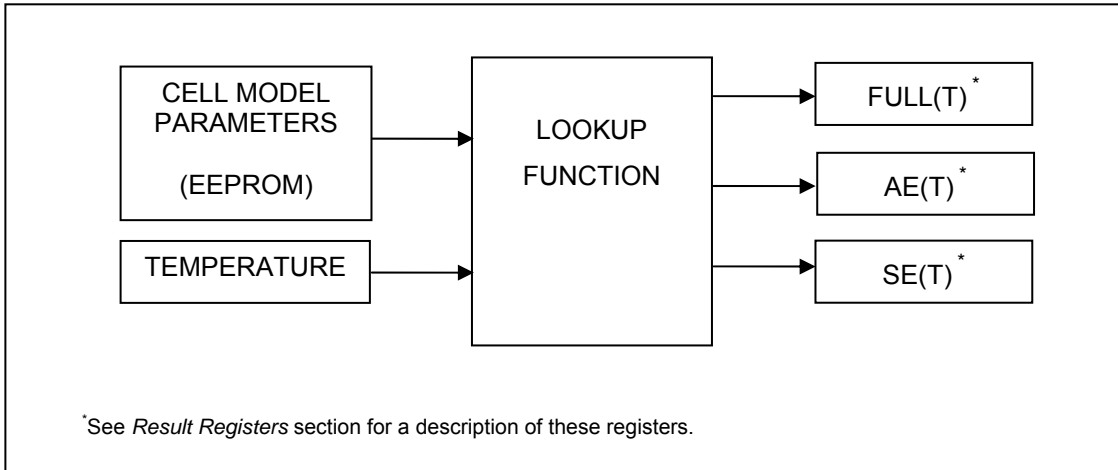 CELL MODEL
PARAMETERS
(EEPROM)
TEMPERATURE
LOOKUP
FUNCTION
FULL(T)*
AE(T)*
SE(T)*
*See Result Registers section for a description of these registers.